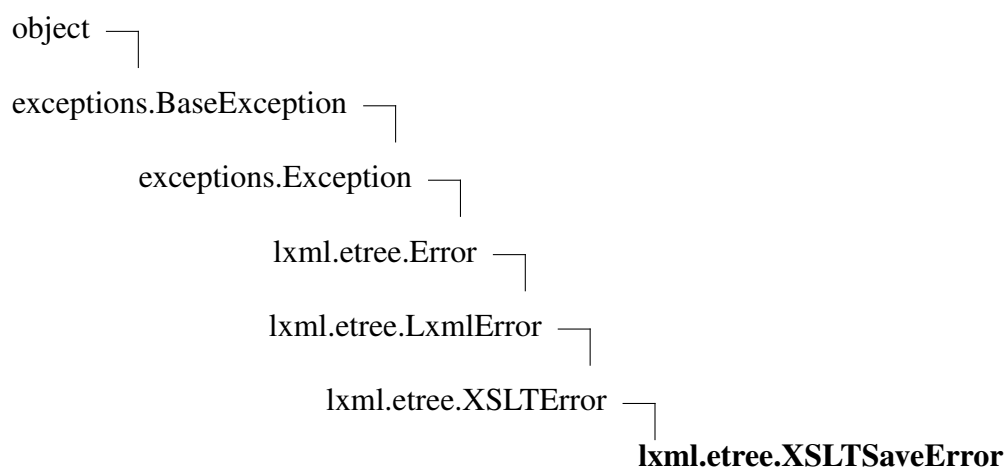 object
exceptions.BaseException
exceptions.Exception
lxml.etree.Error
lxml.etree.LxmlError
lxml.etree.XSLTError
lxml.etree.XSLTSaveError